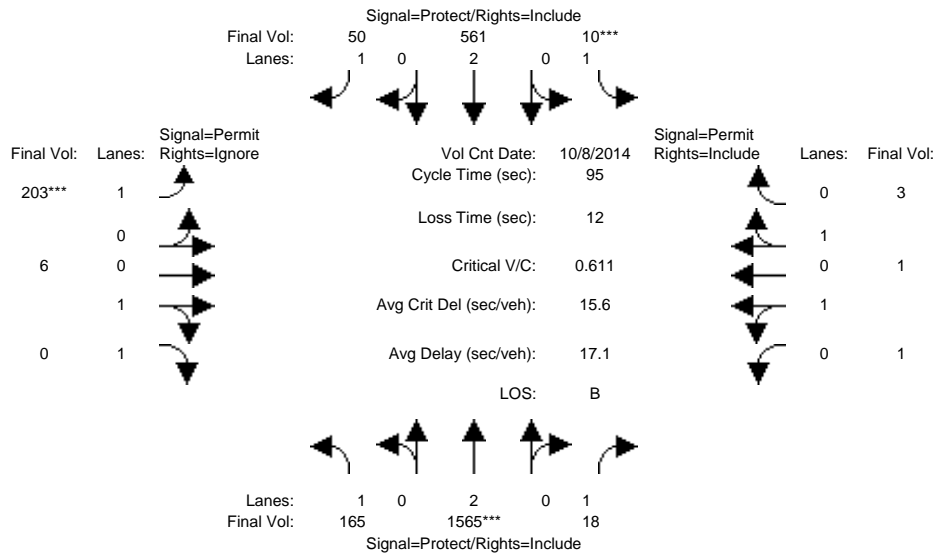 Signal=Protect/Rights=Include
Final Vol: 50 561 10***
Lanes: 1 0 2 0 1
Signal=Permit
Final Vol: Lanes: Rights=Ignore
Vol Cnt Date: 10/8/2014
Signal=Permit
Rights=Include Lanes: Final Vol:
Cycle Time (sec): 95
203*** 1 0 3
Loss Time (sec): 12
0 1
6 0 Critical V/C: 0.611 0 1
1 Avg Crit Del (sec/veh): 15.6 1
0 1 Avg Delay (sec/veh): 17.1 0 1
LOS: B
Lanes: 1 0 2 0 1
Final Vol: 165 1565*** 18
Signal=Protect/Rights=Include